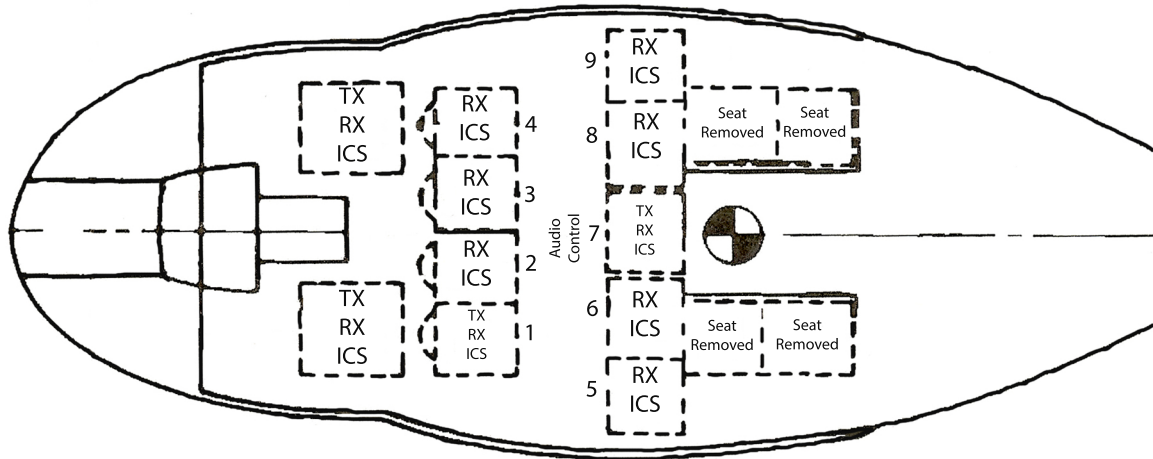 TX
RX
ICS
TX
RX
ICS
RX
ICS
4
RX
ICS
3
RX
ICS
2
TX
RX
ICS
1
Audio
Control
9
RX
ICS
8
RX
ICS
7
TX
RX
ICS
6
RX
ICS
5
RX
ICS
Seat
Removed
Seat
Removed
Seat
Removed
Seat
Removed